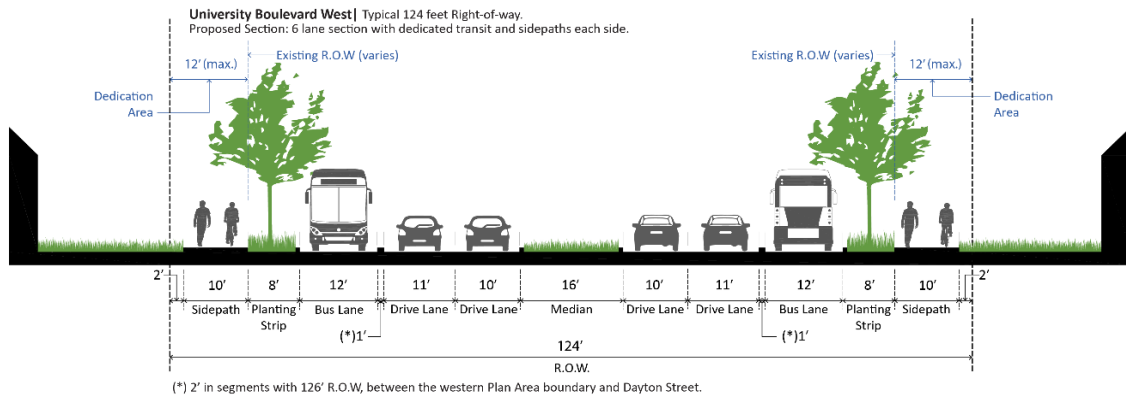 University Boulevard West| Typical 124 feet Right-of-way.
Proposed Section: 6 lane section with dedicated transit and sidepaths each side.
Existing R.O.W (varies)
Existing R.O.W (varies)
12' (max.)
12' (max.)
Dedication
Area
Dedication
Area
2' 10' 8' 12' 11' 10' 16' 10' 11' 12' 8' 10' 2'
Sidepath Planting Strip Bus Lane Drive Lane Drive Lane Median Drive Lane Drive Lane Bus Lane Planting Strip Sidepath
(*)1' (*)1'
124'
R.O.W.
(*) 2' in segments with 126' R.O.W, between the western Plan Area boundary and Dayton Street.